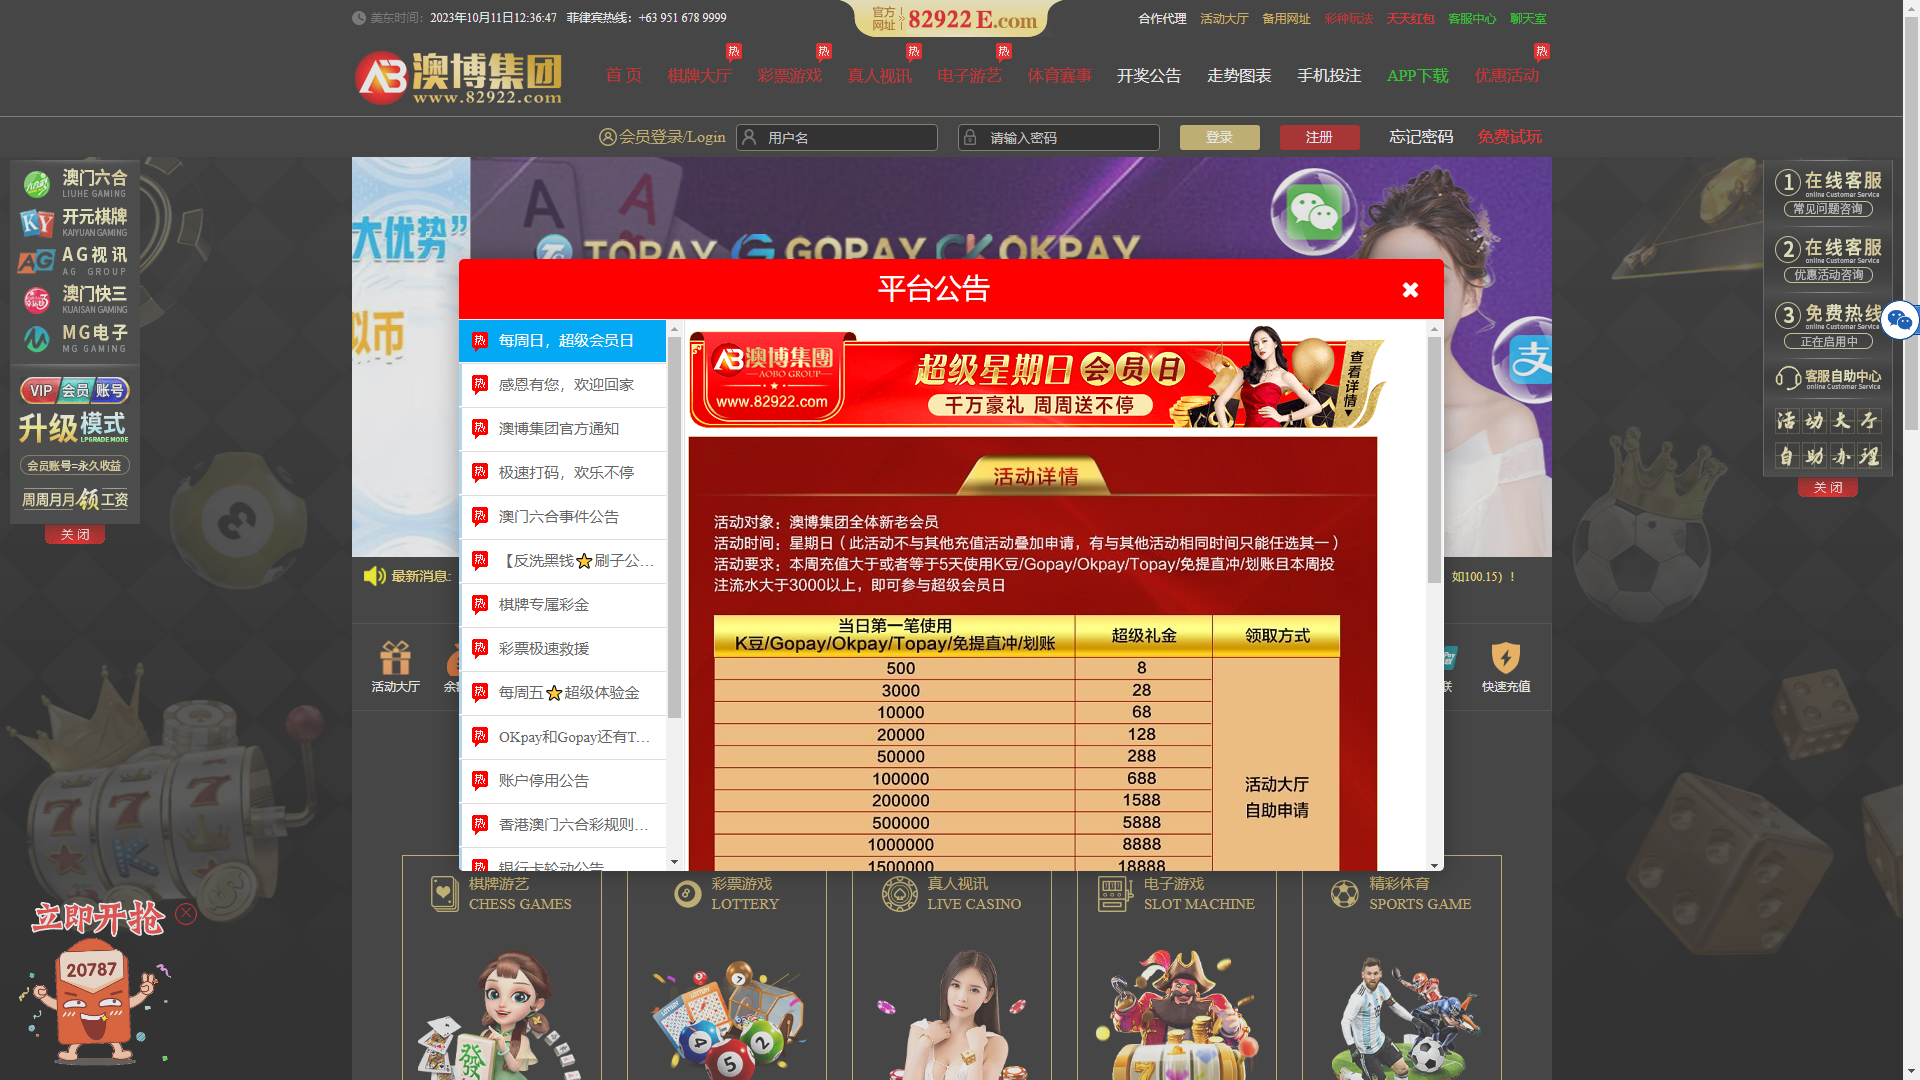 美东时间：2023年10月11日12:36:47 菲律宾热线：+63 951 678 9999
官方网址 82922E.com
合作代理 活动大厅 备用网址 彩种玩法 天天红包 客服中心 聊天室
澳博集团
www.82922.com
首页 棋牌大厅 热 彩票游戏 热 真人视讯 热 电子游艺 热 体育赛事 开奖公告 走势图表 手机投注 APP下载 优惠活动 热
会员登录/Login 用户名 请输入密码 登录 注册 忘记密码 免费试玩
澳门六合
LIUHE GAMING
开元棋牌
KAIYUAN GAMING
AG视讯
AG GROUP
澳门快三
KUAISAN GAMING
MG电子
MG GAMING
VIP 会员 账号
升级模式
LPGRADE MODE
会员账号=永久收益
周周月月领工资
关闭
大优势”
拟币
TOPAY GOPAY OKPAY
平台公告
热 每周日，超级会员日
热 感恩有您，欢迎回家
热 澳博集团官方通知
热 极速打码，欢乐不停
热 澳门六合事件公告
热 【反洗黑钱⭐刷子公...
热 棋牌专属彩金
热 彩票极速救援
热 每周五⭐超级体验金
热 OKpay和Gopay还有T...
热 账户停用公告
热 香港澳门六合彩规则...
热 银行卡轮动公告
澳博集團
AOBO GROUP
www.82922.com
超级星期日会员日
千万豪礼 周周送不停
查看详情
活动详情
活动对象：澳博集团全体新老会员
活动时间：星期日（此活动不与其他充值活动叠加申请，有与其他活动相同时间只能任选其一）
活动要求：本周充值大于或者等于5天使用K豆/Gopay/Okpay/Topay/免提直冲/划账且本周投
注流水大于3000以上，即可参与超级会员日
当日第一笔使用
K豆/Gopay/Okpay/Topay/免提直冲/划账 超级礼金 领取方式
500 8
3000 28
10000 68
20000 128
50000 288
100000 688
200000 1588
500000 5888
1000000 8888
1500000 18888
活动大厅
自助申请
1 在线客服
online Customer Service
常见问题咨询
2 在线客服
online Customer Service
优惠活动咨询
3 免费热线
online Customer Service
正在启用中
客服自助中心
online Customer Service
活动大厅
自助办理
关闭
最新消息: 如100.15）!
活动大厅 联 快速充值
棋牌游艺
CHESS GAMES
彩票游戏
LOTTERY
真人视讯
LIVE CASINO
电子游戏
SLOT MACHINE
精彩体育
SPORTS GAME
立即开抢
20787